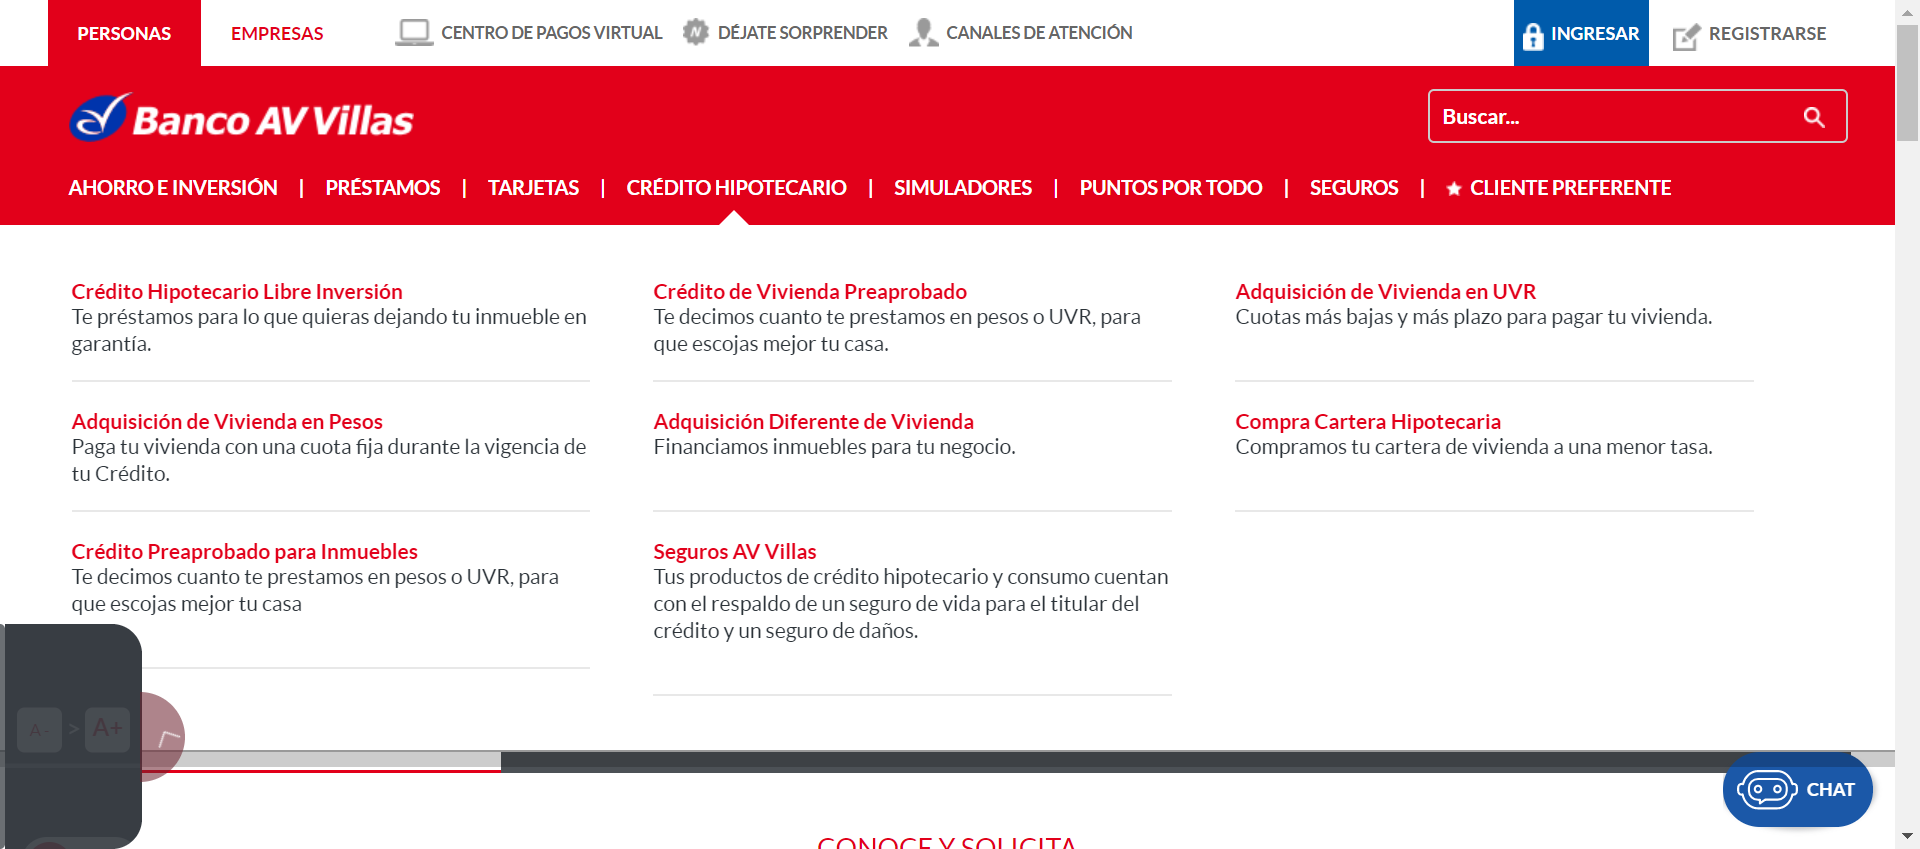 PERSONAS
EMPRESAS
CENTRO DE PAGOS VIRTUAL
DÉJATE SORPRENDER
CANALES DE ATENCIÓN
INGRESAR
REGISTRARSE
Banco AV Villas
Buscar...
AHORRO E INVERSIÓN | PRÉSTAMOS | TARJETAS | CRÉDITO HIPOTECARIO | SIMULADORES | PUNTOS POR TODO | SEGUROS | CLIENTE PREFERENTE
Crédito Hipotecario Libre Inversión
Te préstamos para lo que quieras dejando tu inmueble en
garantía.
Crédito de Vivienda Preaprobado
Te decimos cuanto te prestamos en pesos o UVR, para
que escojas mejor tu casa.
Adquisición de Vivienda en UVR
Cuotas más bajas y más plazo para pagar tu vivienda.
Adquisición de Vivienda en Pesos
Paga tu vivienda con una cuota fija durante la vigencia de
tu Crédito.
Adquisición Diferente de Vivienda
Financiamos inmuebles para tu negocio.
Compra Cartera Hipotecaria
Compramos tu cartera de vivienda a una menor tasa.
Crédito Preaprobado para Inmuebles
Te decimos cuanto te prestamos en pesos o UVR, para
que escojas mejor tu casa
Seguros AV Villas
Tus productos de crédito hipotecario y consumo cuentan
con el respaldo de un seguro de vida para el titular del
crédito y un seguro de daños.
A- > A+
CHAT
CONOCE Y SOLICITA